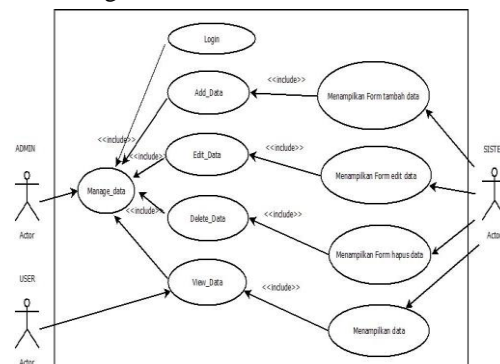 Login
<<include>>
Add_Data
Menampilkan Form tambah data
<<include>>
ADMIN
<<include>>
Edit_Data
<<include>>
Menampilkan Form edit data
SISTE
Manage_data
<<include>>
Actor
Delete_Data
<<include>>
Menampilkan Form hapus data
Actor
USER
View_Data
<<include>>
Menampilkan data
Actor